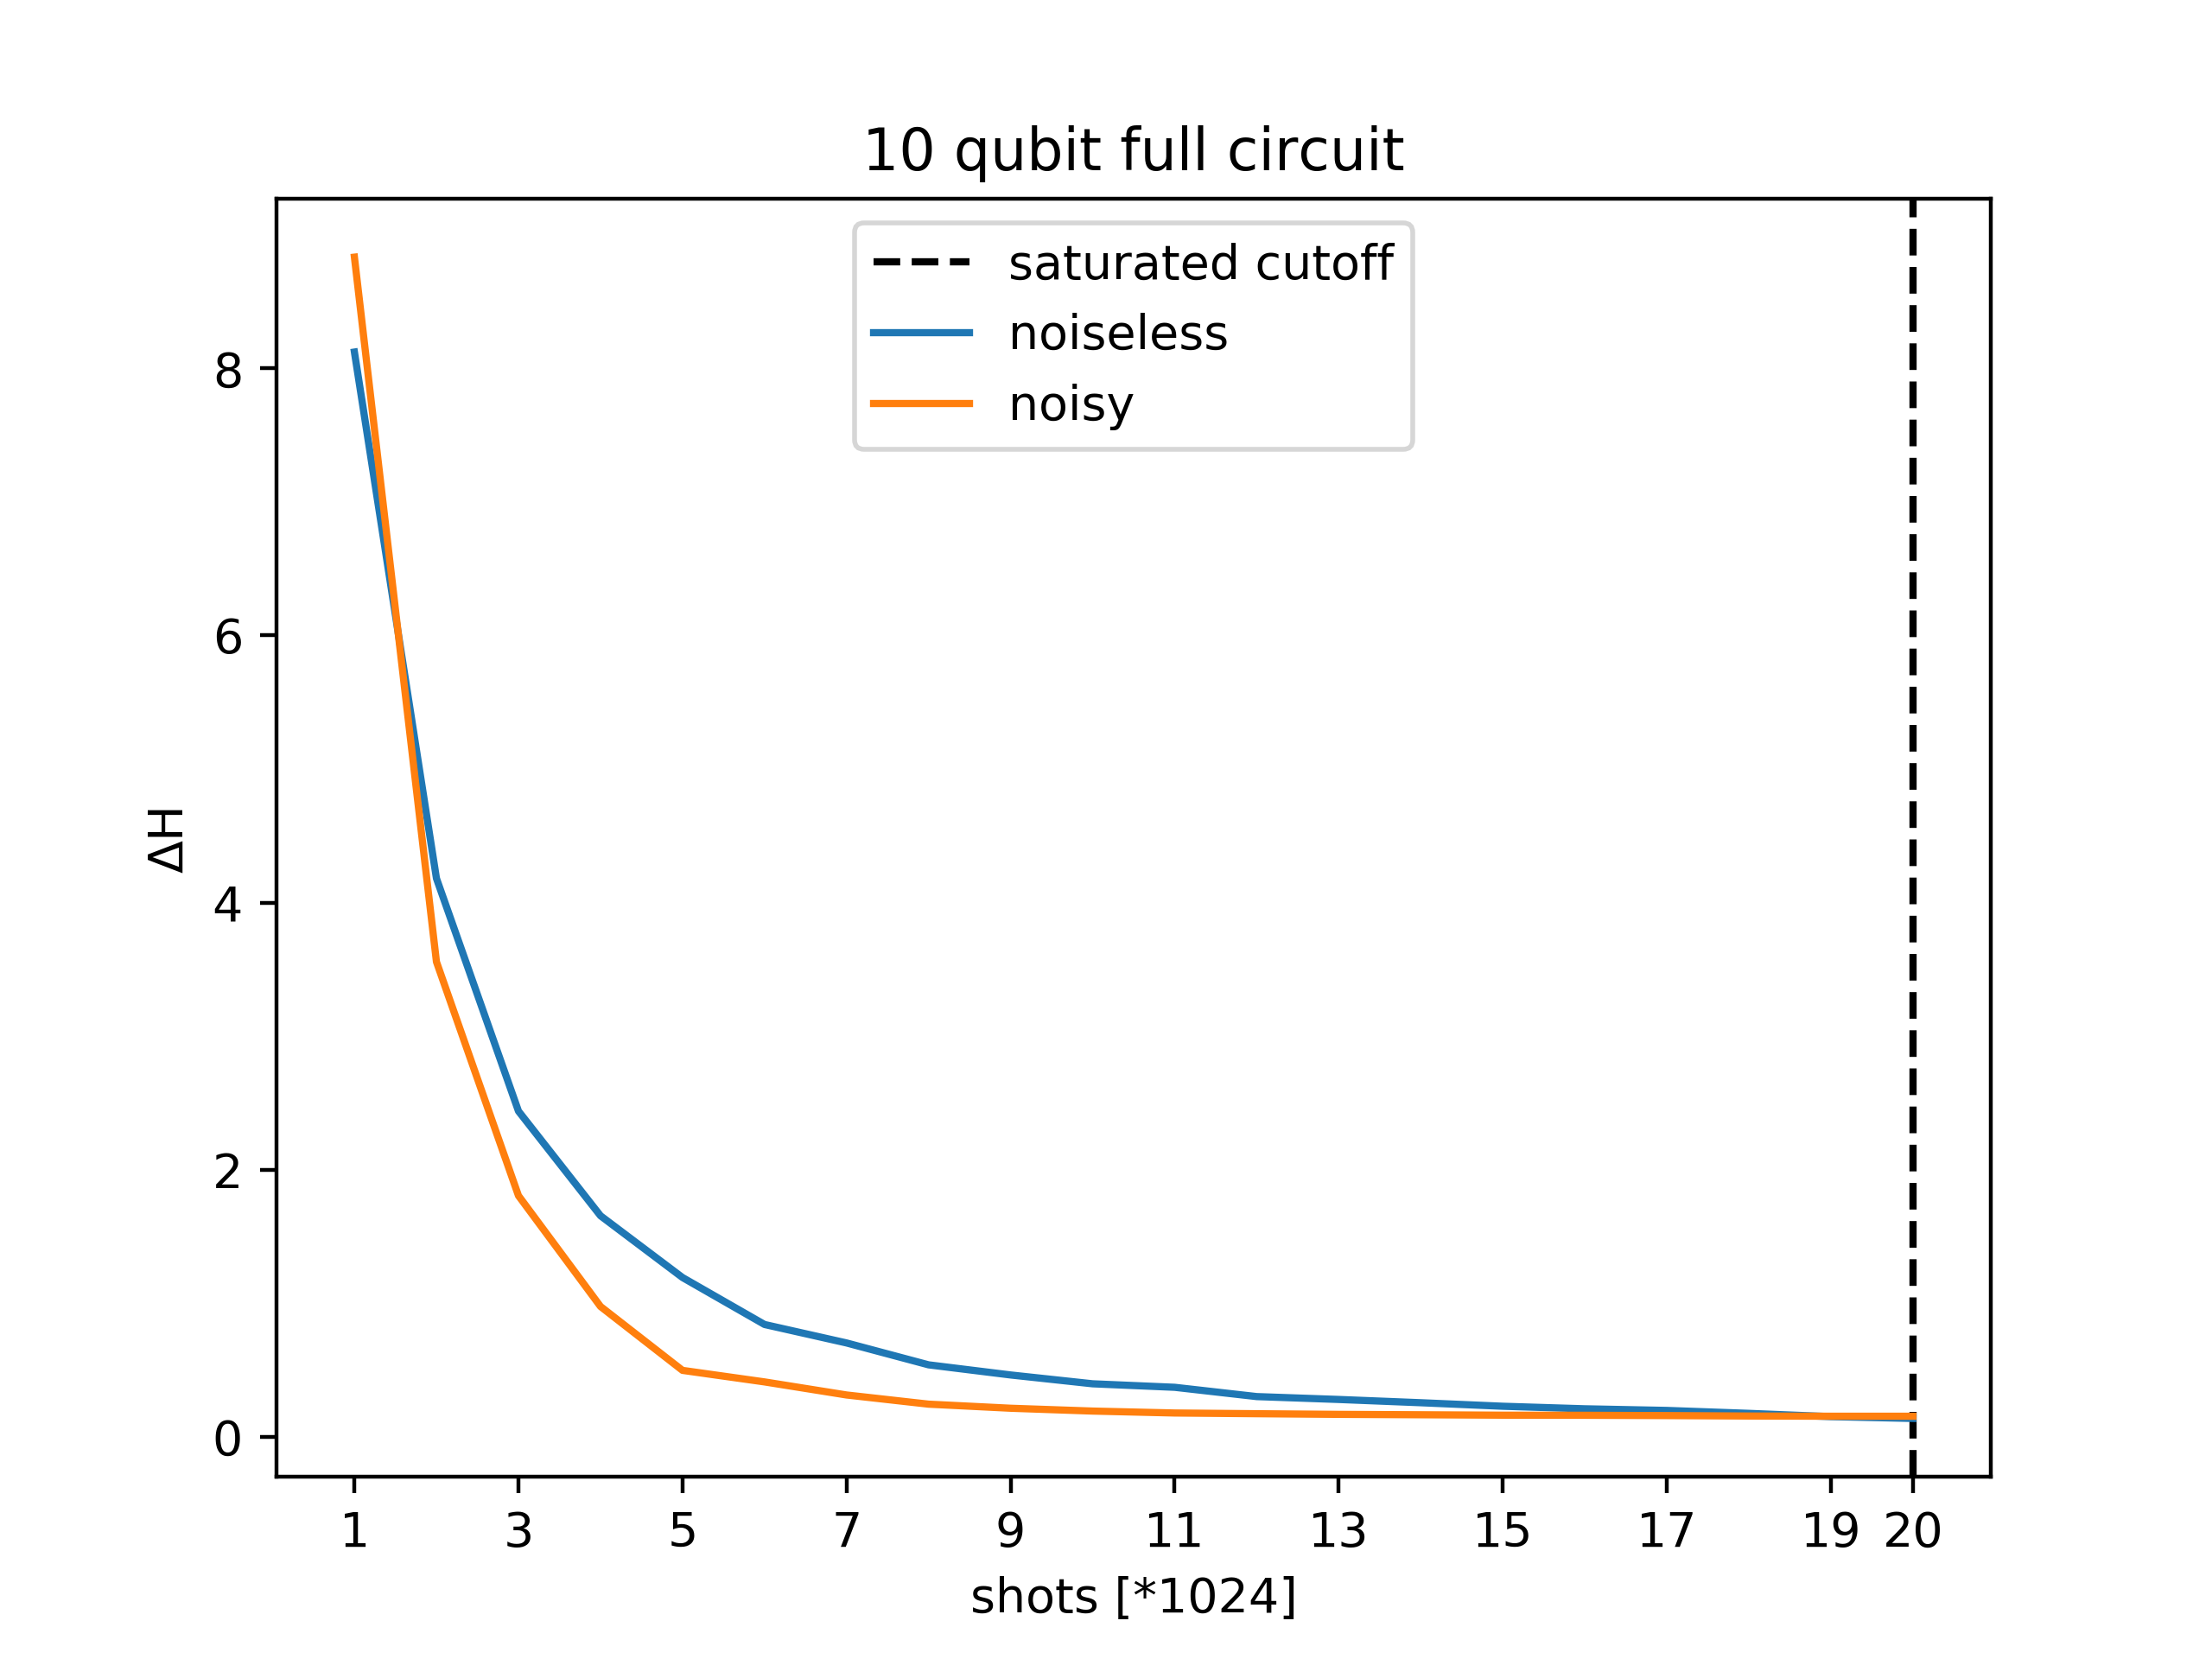 10 qubit full circuit
saturated cutoff
noiseless
noisy
8
6
4
2
0
ΔH
1 3 5 7 9 11 13 15 17 19 20
shots [*1024]